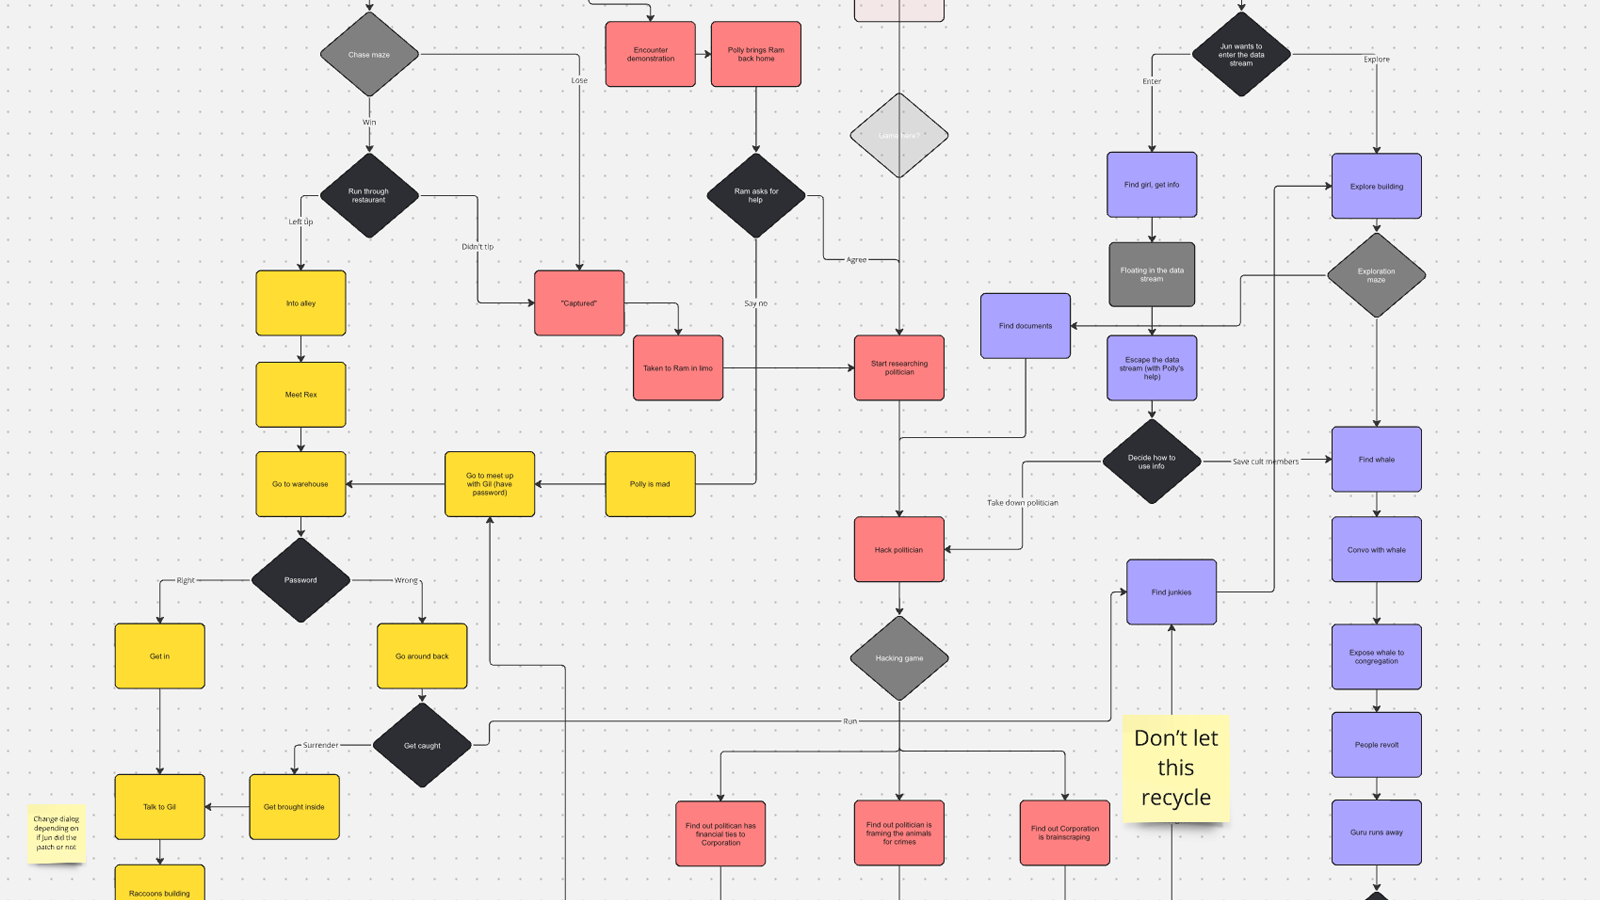 Chase maze
Encounter
demonstration
Polly brings Ram
back home
Jun wants to
enter the data
stream
Explore
Lose
Enter
Win
Run through
restaurant
Ram asks for
help
Find girl, get info
Explore building
Left tip
Didn't tip
Agree
Floating in the data
stream
Exploration
maze
Into alley
"Captured"
Say no
Find documents
Taken to Ram in limo
Start researching
politician
Escape the data
stream (with Polly's
help)
Meet Rex
Decide how to
use info
Save cult members
Find whale
Go to warehouse
Go to meet up
with Gil (have
password)
Polly is mad
Take down politician
Hack politician
Convo with whale
Right
Password
Wrong
Find junkies
Get in
Go around back
Hacking game
Expose whale to
congregation
Run
Surrender
Get caught
People revolt
Don't let
this
recycle
Talk to Gil
Get brought inside
Change dialog
depending on
if Jun did the
patch or not
Find out politican has
financial ties to
Corporation
Find out politician is
framing the animals
for crimes
Find out Corporation
is brainscraping
Guru runs away
Raccoons building